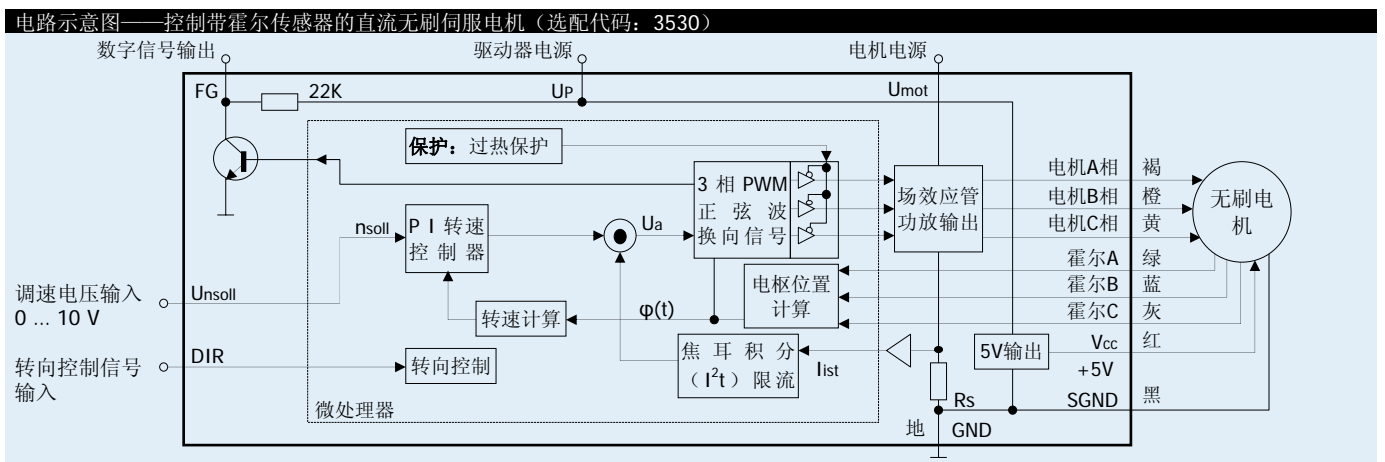 电路示意图——控制带霍尔传感器的直流无刷伺服电机（选配代码：3530）
数字信号输出
驱动器电源
电机电源
FG
22K
UP
Umot
保护：过热保护
3 相 PWM
正 弦 波
换向信号
场效应管
功放输出
电机A相 褐
电机B相 橙
电机C相 黄
无刷电
机
nsoll
P I 转速
控 制 器
Ua
霍尔A 绿
霍尔B 蓝
霍尔C 灰
电枢位置
计算
调速电压输入
0 ... 10 V
Unsoll
转速计算
φ(t)
转向控制信号
输入
DIR
转向控制
焦 耳 积 分
（I²t）限流
Iist
5V输出
Vcc 红
+5V
Rs
SGND 黑
微处理器
地 GND